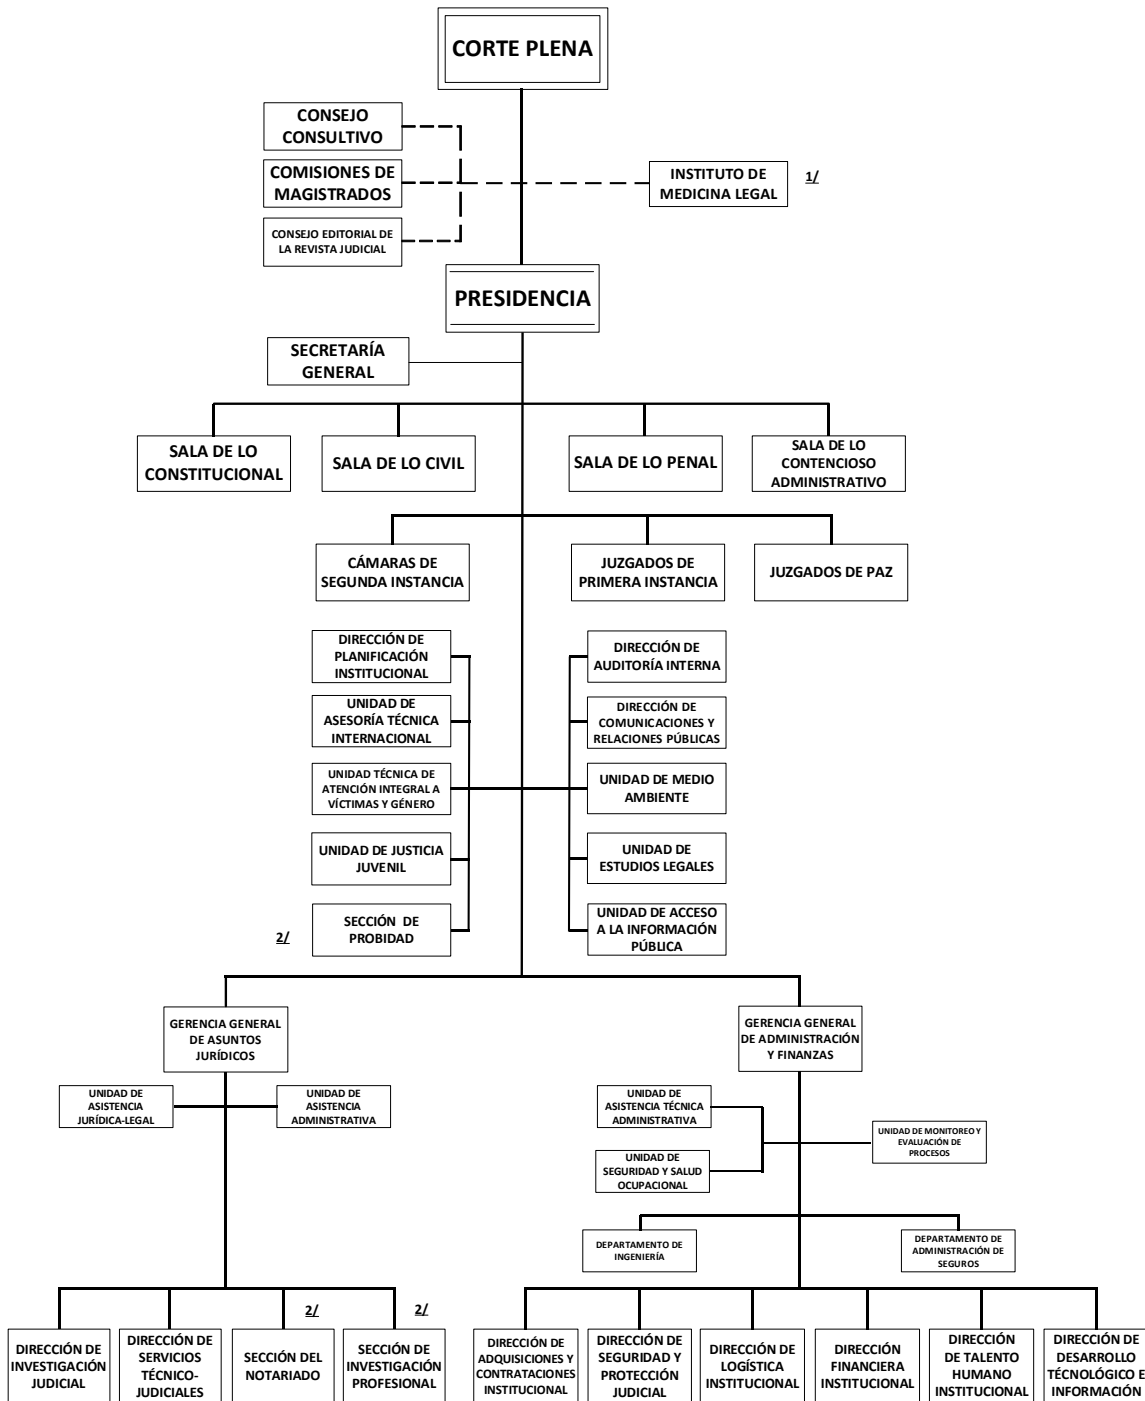 CORTE PLENA
CONSEJO
CONSULTIVO
COMISIONES DE
MAGISTRADOS
CONSEJO EDITORIAL DE
LA REVISTA JUDICIAL
INSTITUTO DE
MEDICINA LEGAL
1/
PRESIDENCIA
SECRETARÍA
GENERAL
SALA DE LO
CONSTITUCIONAL
SALA DE LO CIVIL
SALA DE LO PENAL
SALA DE LO
CONTENCIOSO
ADMINISTRATIVO
CÁMARAS DE
SEGUNDA INSTANCIA
JUZGADOS DE
PRIMERA INSTANCIA
JUZGADOS DE PAZ
DIRECCIÓN DE
PLANIFICACIÓN
INSTITUCIONAL
DIRECCIÓN DE
AUDITORÍA INTERNA
UNIDAD DE
ASESORÍA TÉCNICA
INTERNACIONAL
DIRECCIÓN DE
COMUNICACIONES Y
RELACIONES PÚBLICAS
UNIDAD TÉCNICA DE
ATENCIÓN INTEGRAL A
VÍCTIMAS Y GÉNERO
UNIDAD DE MEDIO
AMBIENTE
UNIDAD DE JUSTICIA
JUVENIL
UNIDAD DE
ESTUDIOS LEGALES
2/
SECCIÓN DE
PROBIDAD
UNIDAD DE ACCESO
A LA INFORMACIÓN
PÚBLICA
GERENCIA GENERAL
DE ASUNTOS
JURÍDICOS
GERENCIA GENERAL
DE ADMINISTRACIÓN
Y FINANZAS
UNIDAD DE
ASISTENCIA
JURÍDICA-LEGAL
UNIDAD DE
ASISTENCIA
ADMINISTRATIVA
UNIDAD DE
ASISTENCIA TÉCNICA
ADMINISTRATIVA
UNIDAD DE MONITOREO Y
EVALUACIÓN DE
PROCESOS
UNIDAD DE
SEGURIDAD Y SALUD
OCUPACIONAL
DEPARTAMENTO DE
INGENIERÍA
DEPARTAMENTO DE
ADMINISTRACIÓN DE
SEGUROS
DIRECCIÓN DE
INVESTIGACIÓN
JUDICIAL
DIRECCIÓN DE
SERVICIOS
TÉCNICO-
JUDICIALES
2/
SECCIÓN DEL
NOTARIADO
2/
SECCIÓN DE
INVESTIGACIÓN
PROFESIONAL
DIRECCIÓN DE
ADQUISICIONES Y
CONTRATACIONES
INSTITUCIONAL
DIRECCIÓN DE
SEGURIDAD Y
PROTECCIÓN
JUDICIAL
DIRECCIÓN DE
LOGÍSTICA
INSTITUCIONAL
DIRECCIÓN
FINANCIERA
INSTITUCIONAL
DIRECCIÓN
DE TALENTO
HUMANO
INSTITUCIONAL
DIRECCIÓN DE
DESARROLLO
TÉCNOLÓGICO E
INFORMACIÓN